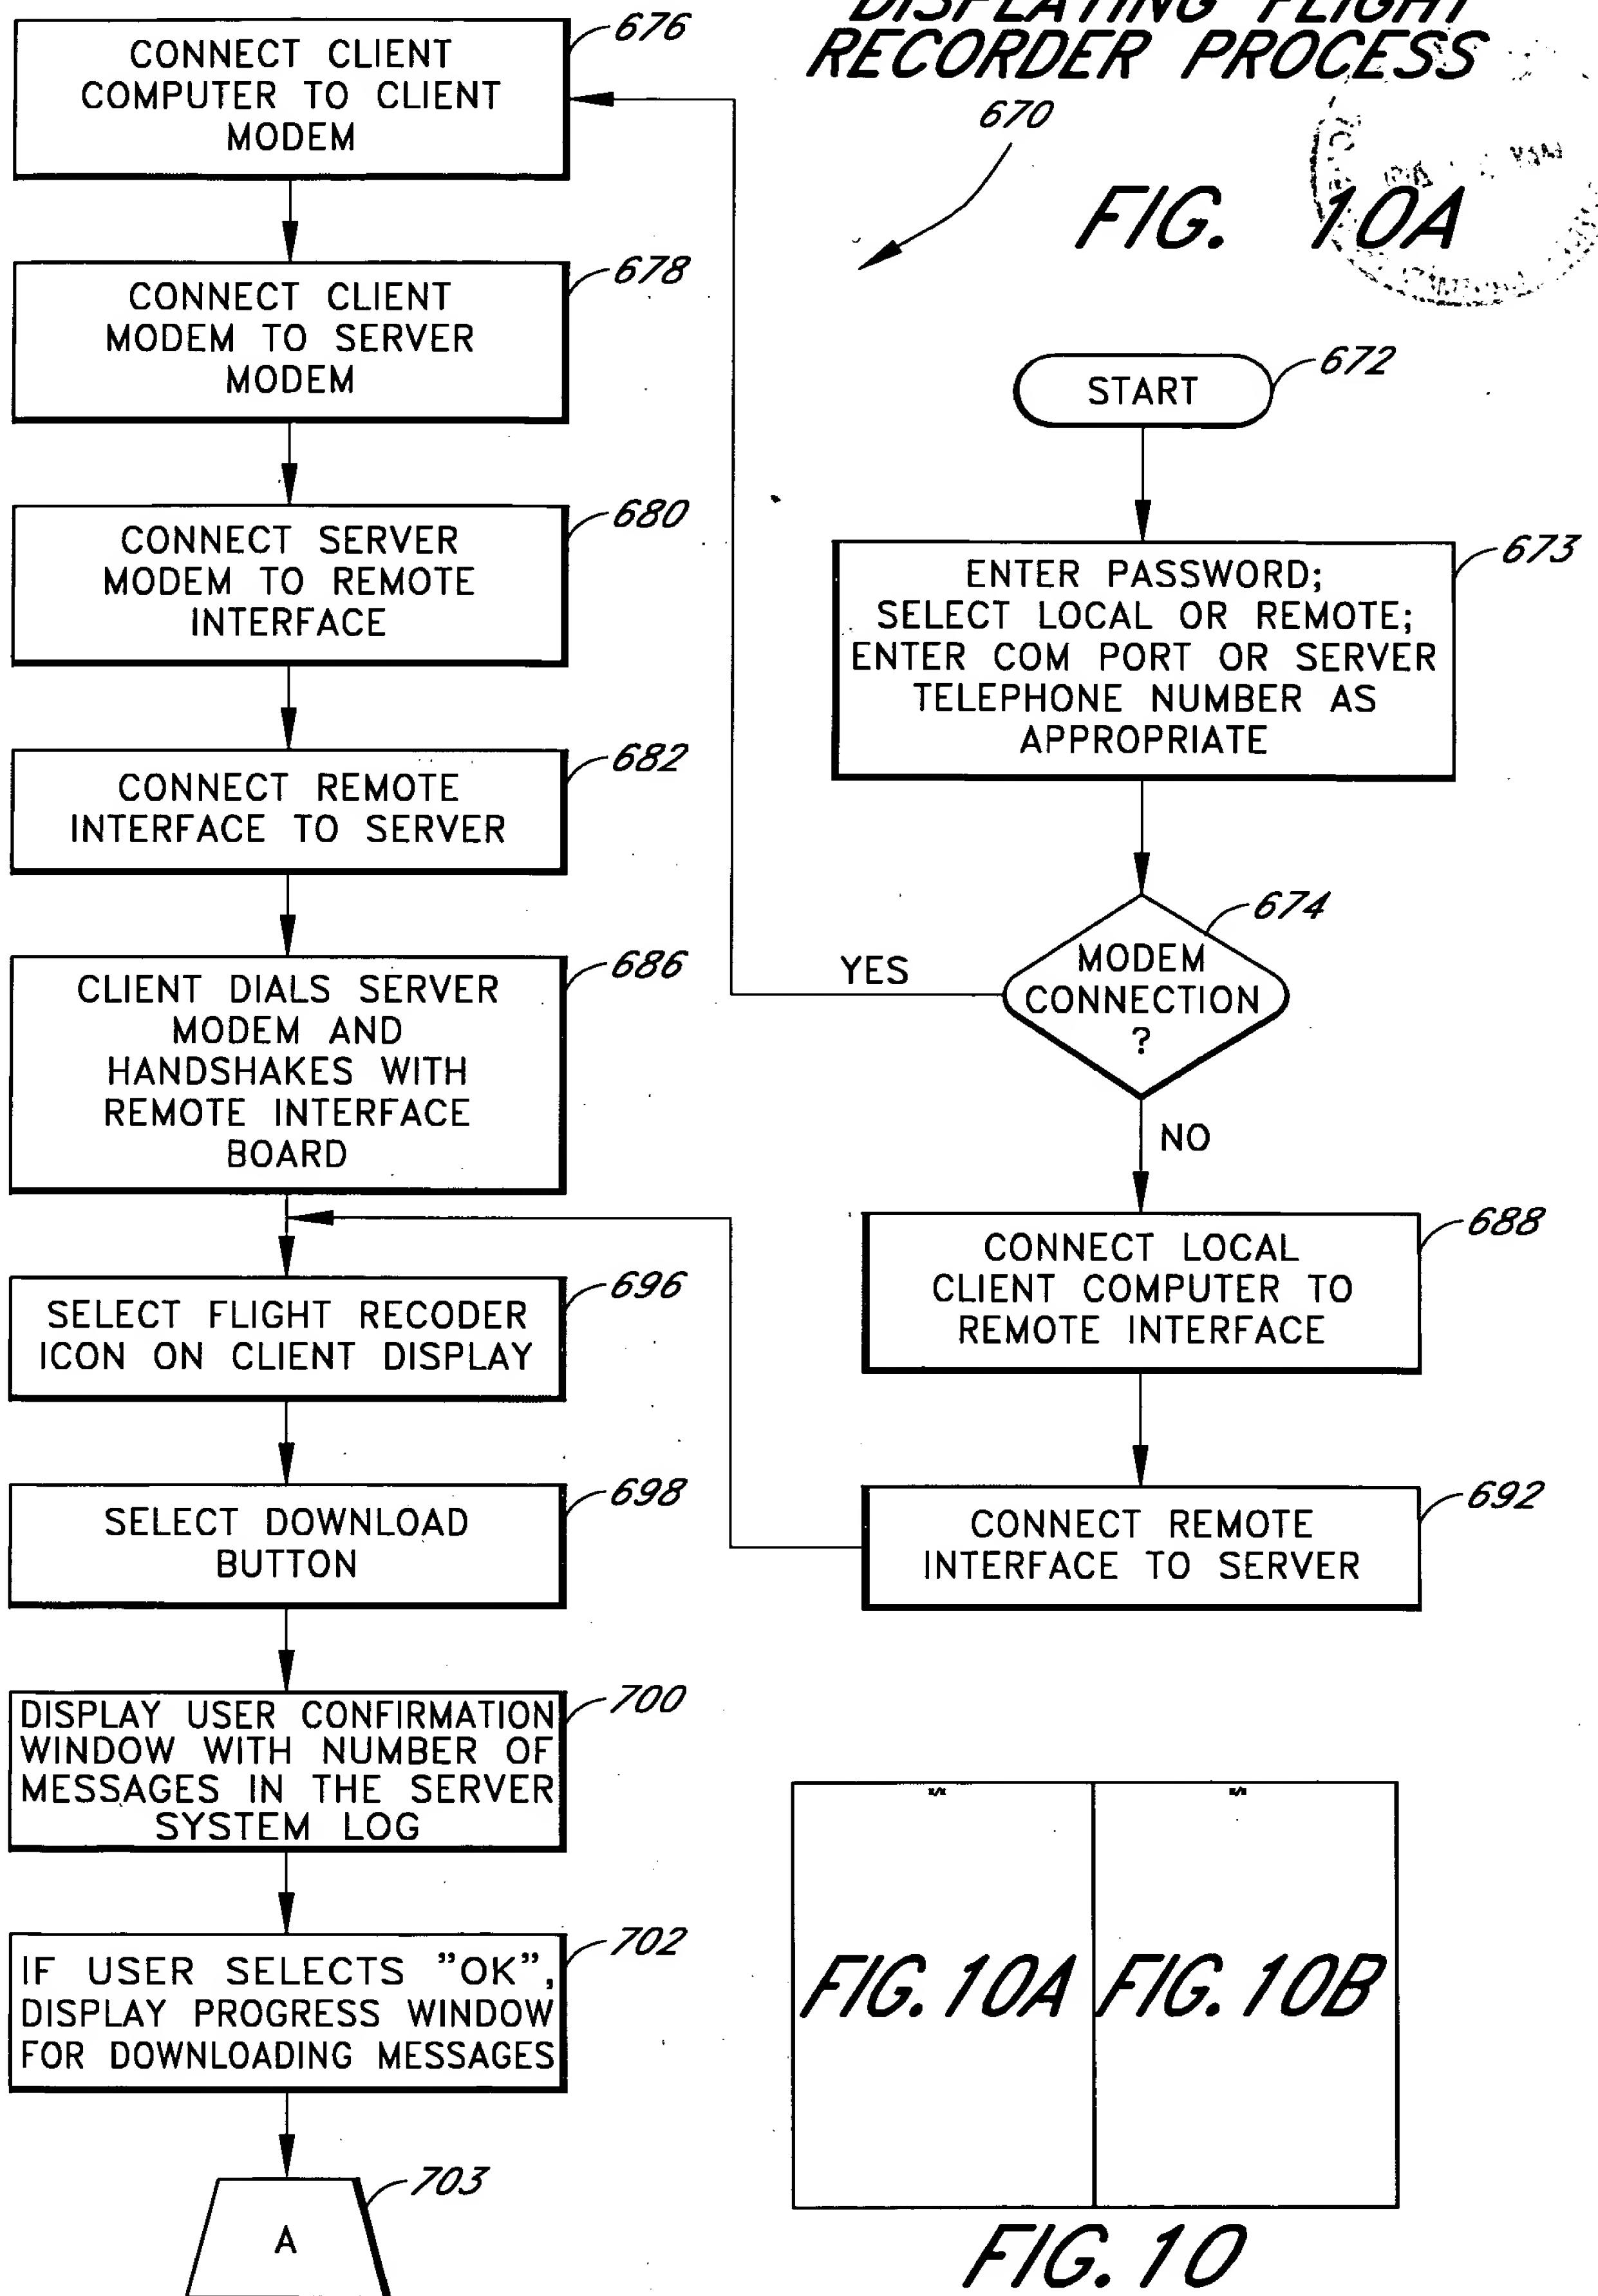 DISPLAYING FLIGHT
RECORDER PROCESS
670
FIG. 10A
START
672
ENTER PASSWORD;
SELECT LOCAL OR REMOTE;
ENTER COM PORT OR SERVER
TELEPHONE NUMBER AS
APPROPRIATE
673
MODEM
CONNECTION
?
674
YES
NO
CONNECT CLIENT
COMPUTER TO CLIENT
MODEM
676
CONNECT CLIENT
MODEM TO SERVER
MODEM
678
CONNECT SERVER
MODEM TO REMOTE
INTERFACE
680
CONNECT REMOTE
INTERFACE TO SERVER
682
CLIENT DIALS SERVER
MODEM AND
HANDSHAKES WITH
REMOTE INTERFACE
BOARD
686
CONNECT LOCAL
CLIENT COMPUTER TO
REMOTE INTERFACE
688
CONNECT REMOTE
INTERFACE TO SERVER
692
SELECT FLIGHT RECODER
ICON ON CLIENT DISPLAY
696
SELECT DOWNLOAD
BUTTON
698
DISPLAY USER CONFIRMATION
WINDOW WITH NUMBER OF
MESSAGES IN THE SERVER
SYSTEM LOG
700
IF USER SELECTS "OK",
DISPLAY PROGRESS WINDOW
FOR DOWNLOADING MESSAGES
702
A
703
FIG. 10A
FIG. 10B
FIG. 10